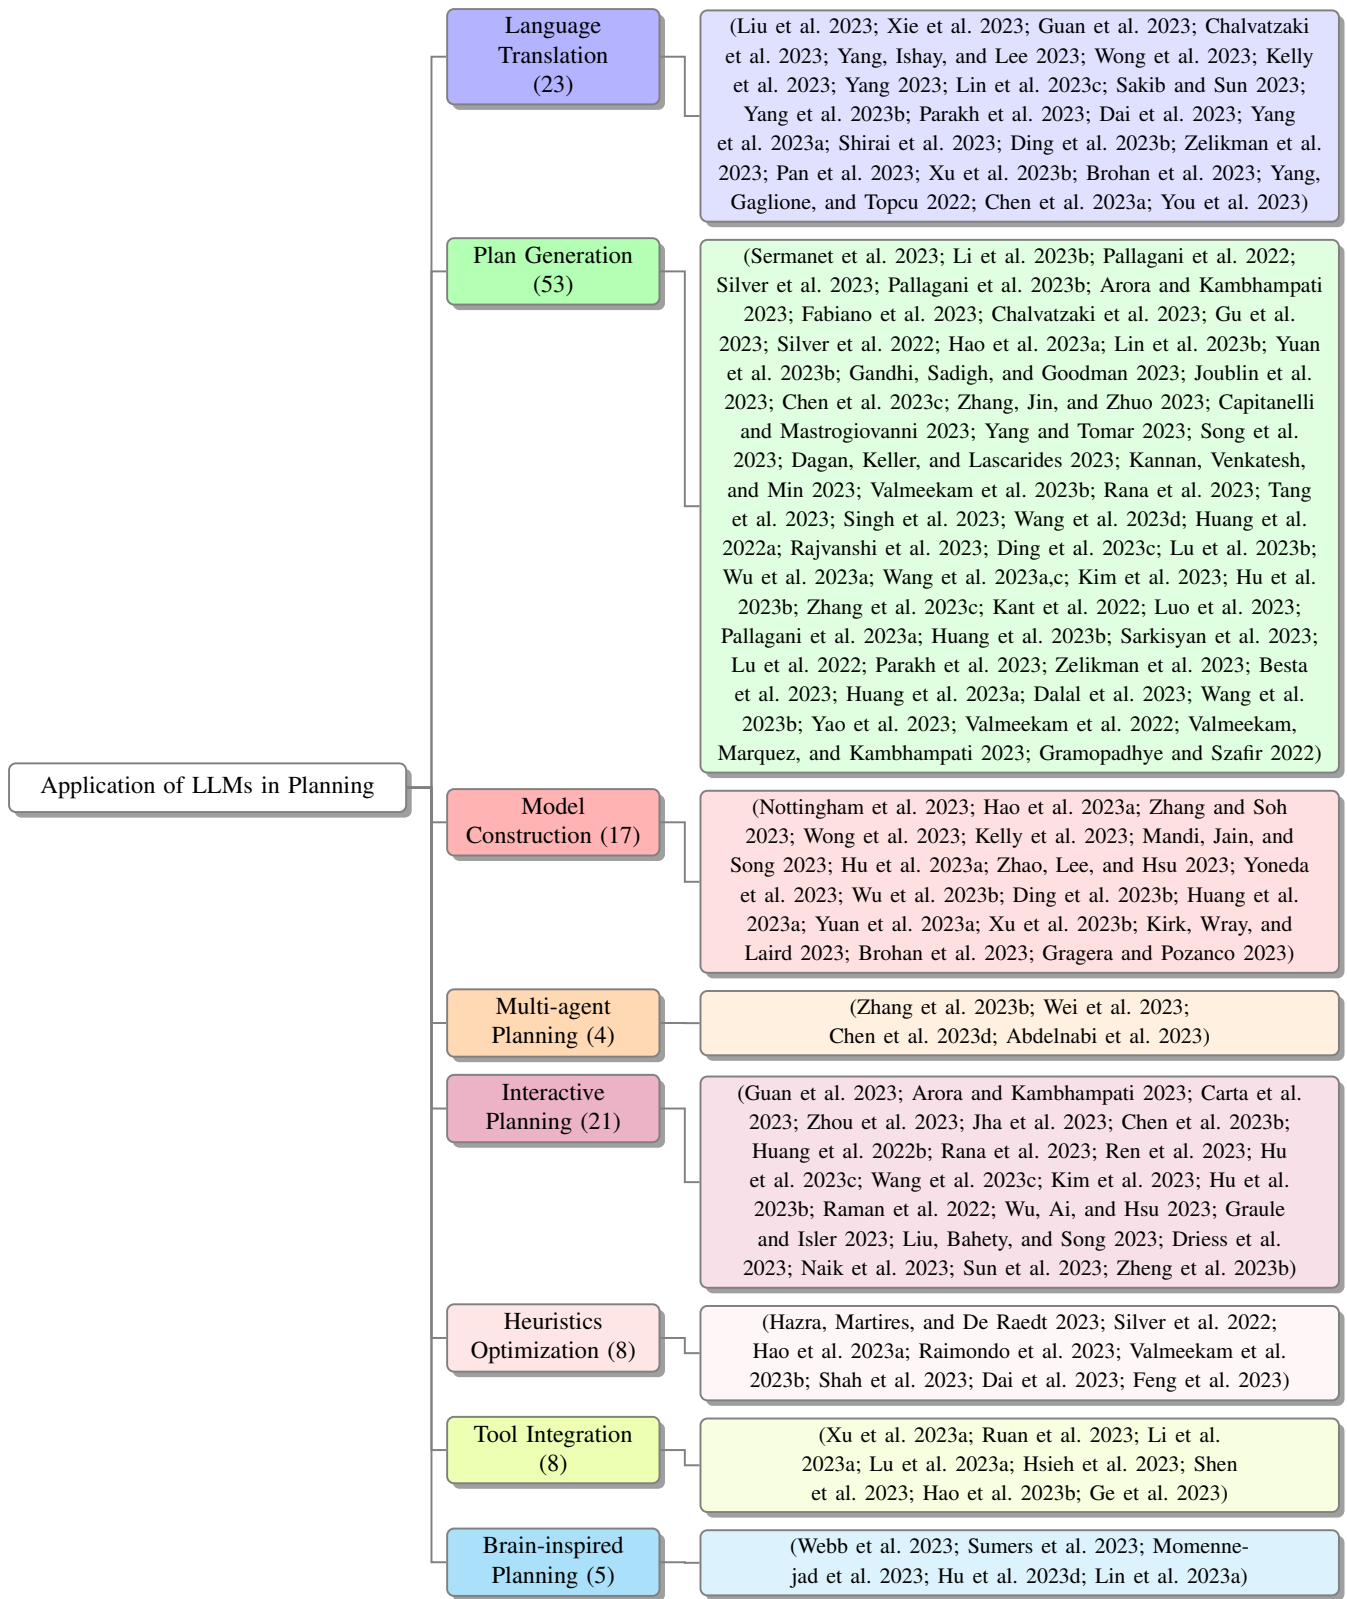 Application of LLMs in Planning
Language
Translation
(23)
(Liu et al. 2023; Xie et al. 2023; Guan et al. 2023; Chalvatzaki
et al. 2023; Yang, Ishay, and Lee 2023; Wong et al. 2023; Kelly
et al. 2023; Yang 2023; Lin et al. 2023c; Sakib and Sun 2023;
Yang et al. 2023b; Parakh et al. 2023; Dai et al. 2023; Yang
et al. 2023a; Shirai et al. 2023; Ding et al. 2023b; Zelikman et al.
2023; Pan et al. 2023; Xu et al. 2023b; Brohan et al. 2023; Yang,
Gaglione, and Topcu 2022; Chen et al. 2023a; You et al. 2023)
Plan Generation
(53)
(Sermanet et al. 2023; Li et al. 2023b; Pallagani et al. 2022;
Silver et al. 2023; Pallagani et al. 2023b; Arora and Kambhampati
2023; Fabiano et al. 2023; Chalvatzaki et al. 2023; Gu et al.
2023; Silver et al. 2022; Hao et al. 2023a; Lin et al. 2023b; Yuan
et al. 2023b; Gandhi, Sadigh, and Goodman 2023; Joublin et al.
2023; Chen et al. 2023c; Zhang, Jin, and Zhuo 2023; Capitanelli
and Mastrogiovanni 2023; Yang and Tomar 2023; Song et al.
2023; Dagan, Keller, and Lascarides 2023; Kannan, Venkatesh,
and Min 2023; Valmeekam et al. 2023b; Rana et al. 2023; Tang
et al. 2023; Singh et al. 2023; Wang et al. 2023d; Huang et al.
2022a; Rajvanshi et al. 2023; Ding et al. 2023c; Lu et al. 2023b;
Wu et al. 2023a; Wang et al. 2023a,c; Kim et al. 2023; Hu et al.
2023b; Zhang et al. 2023c; Kant et al. 2022; Luo et al. 2023;
Pallagani et al. 2023a; Huang et al. 2023b; Sarkisyan et al. 2023;
Lu et al. 2022; Parakh et al. 2023; Zelikman et al. 2023; Besta
et al. 2023; Huang et al. 2023a; Dalal et al. 2023; Wang et al.
2023b; Yao et al. 2023; Valmeekam et al. 2022; Valmeekam,
Marquez, and Kambhampati 2023; Gramopadhye and Szafir 2022)
Model
Construction (17)
(Nottingham et al. 2023; Hao et al. 2023a; Zhang and Soh
2023; Wong et al. 2023; Kelly et al. 2023; Mandi, Jain, and
Song 2023; Hu et al. 2023a; Zhao, Lee, and Hsu 2023; Yoneda
et al. 2023; Wu et al. 2023b; Ding et al. 2023b; Huang et al.
2023a; Yuan et al. 2023a; Xu et al. 2023b; Kirk, Wray, and
Laird 2023; Brohan et al. 2023; Gragera and Pozanco 2023)
Multi-agent
Planning (4)
(Zhang et al. 2023b; Wei et al. 2023;
Chen et al. 2023d; Abdelnabi et al. 2023)
Interactive
Planning (21)
(Guan et al. 2023; Arora and Kambhampati 2023; Carta et al.
2023; Zhou et al. 2023; Jha et al. 2023; Chen et al. 2023b;
Huang et al. 2022b; Rana et al. 2023; Ren et al. 2023; Hu
et al. 2023c; Wang et al. 2023c; Kim et al. 2023; Hu et al.
2023b; Raman et al. 2022; Wu, Ai, and Hsu 2023; Graule
and Isler 2023; Liu, Bahety, and Song 2023; Driess et al.
2023; Naik et al. 2023; Sun et al. 2023; Zheng et al. 2023b)
Heuristics
Optimization (8)
(Hazra, Martires, and De Raedt 2023; Silver et al. 2022;
Hao et al. 2023a; Raimondo et al. 2023; Valmeekam et al.
2023b; Shah et al. 2023; Dai et al. 2023; Feng et al. 2023)
Tool Integration
(8)
(Xu et al. 2023a; Ruan et al. 2023; Li et al.
2023a; Lu et al. 2023a; Hsieh et al. 2023; Shen
et al. 2023; Hao et al. 2023b; Ge et al. 2023)
Brain-inspired
Planning (5)
(Webb et al. 2023; Sumers et al. 2023; Momenne-
jad et al. 2023; Hu et al. 2023d; Lin et al. 2023a)